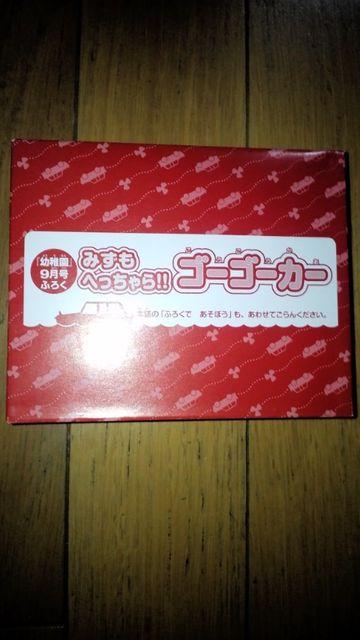 「幼稚園」
9月号
ふろく
みずも
へっちゃら!!
ゴーゴーカー
本誌の「ふろくで あそぼう」も、あわせてごらんください。